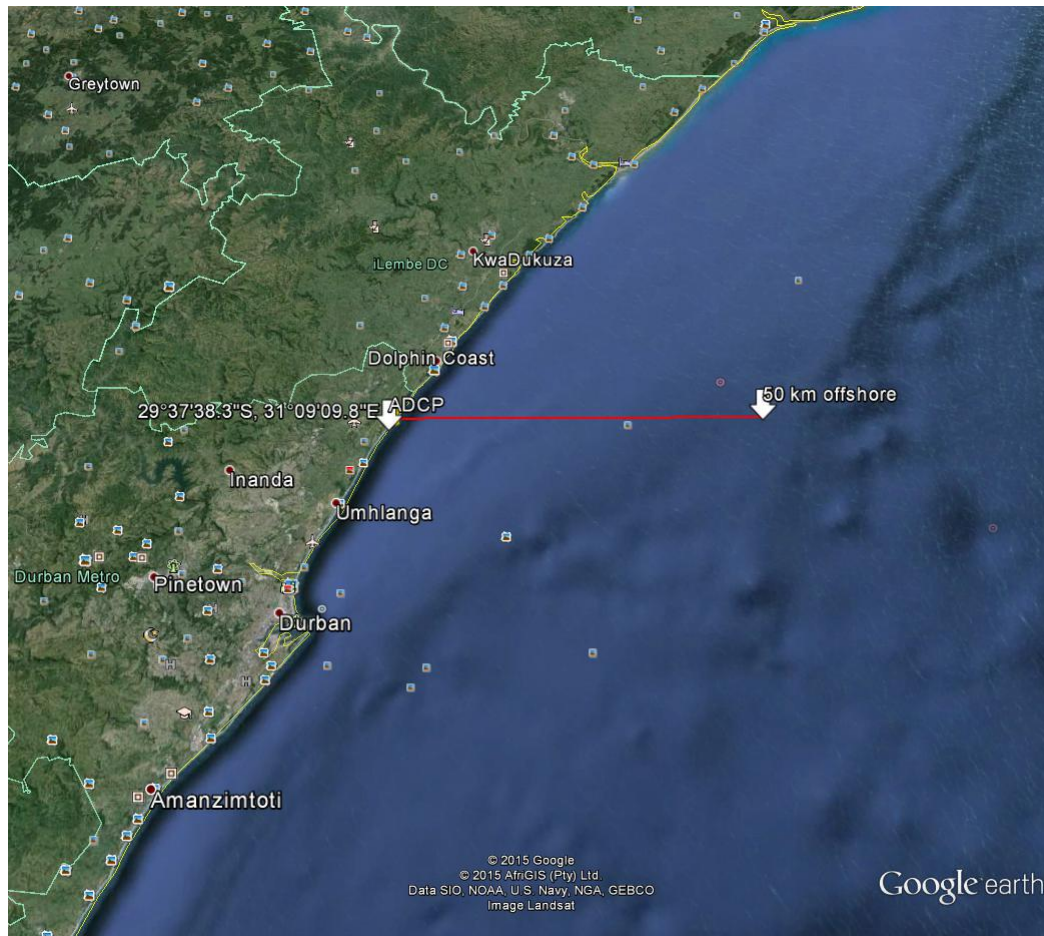 Greytown
iLembe DC
KwaDukuza
Dolphin Coast
50 km offshore
29°37'38.3"S, 31°09'09.8"E
ADCP
Inanda
Umhlanga
Durban Metro
Pinetown
Durban
Amanzimtoti
© 2015 Google
© 2015 AfriGIS (Pty) Ltd.
Data SIO, NOAA, U.S. Navy, NGA, GEBCO
Image Landsat
Google earth